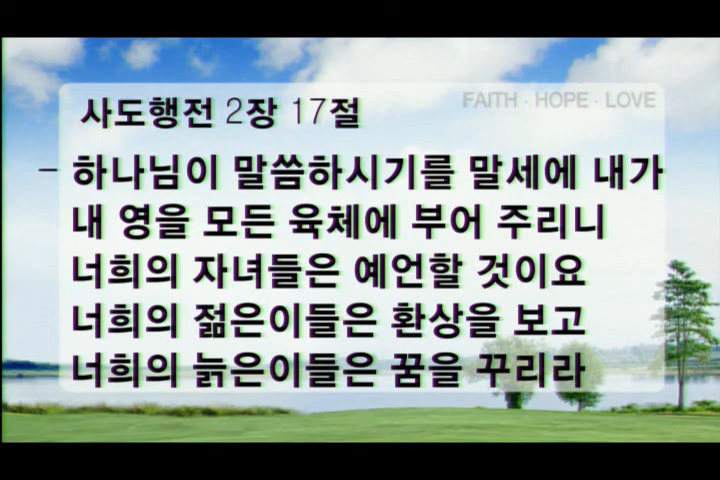 사도행전 2장 17절
FAITH · HOPE · LOVE
- 하나님이 말씀하시기를 말세에 내가
내 영을 모든 육체에 부어 주리니
너희의 자녀들은 예언할 것이요
너희의 젊은이들은 환상을 보고
너희의 늙은이들은 꿈을 꾸리라